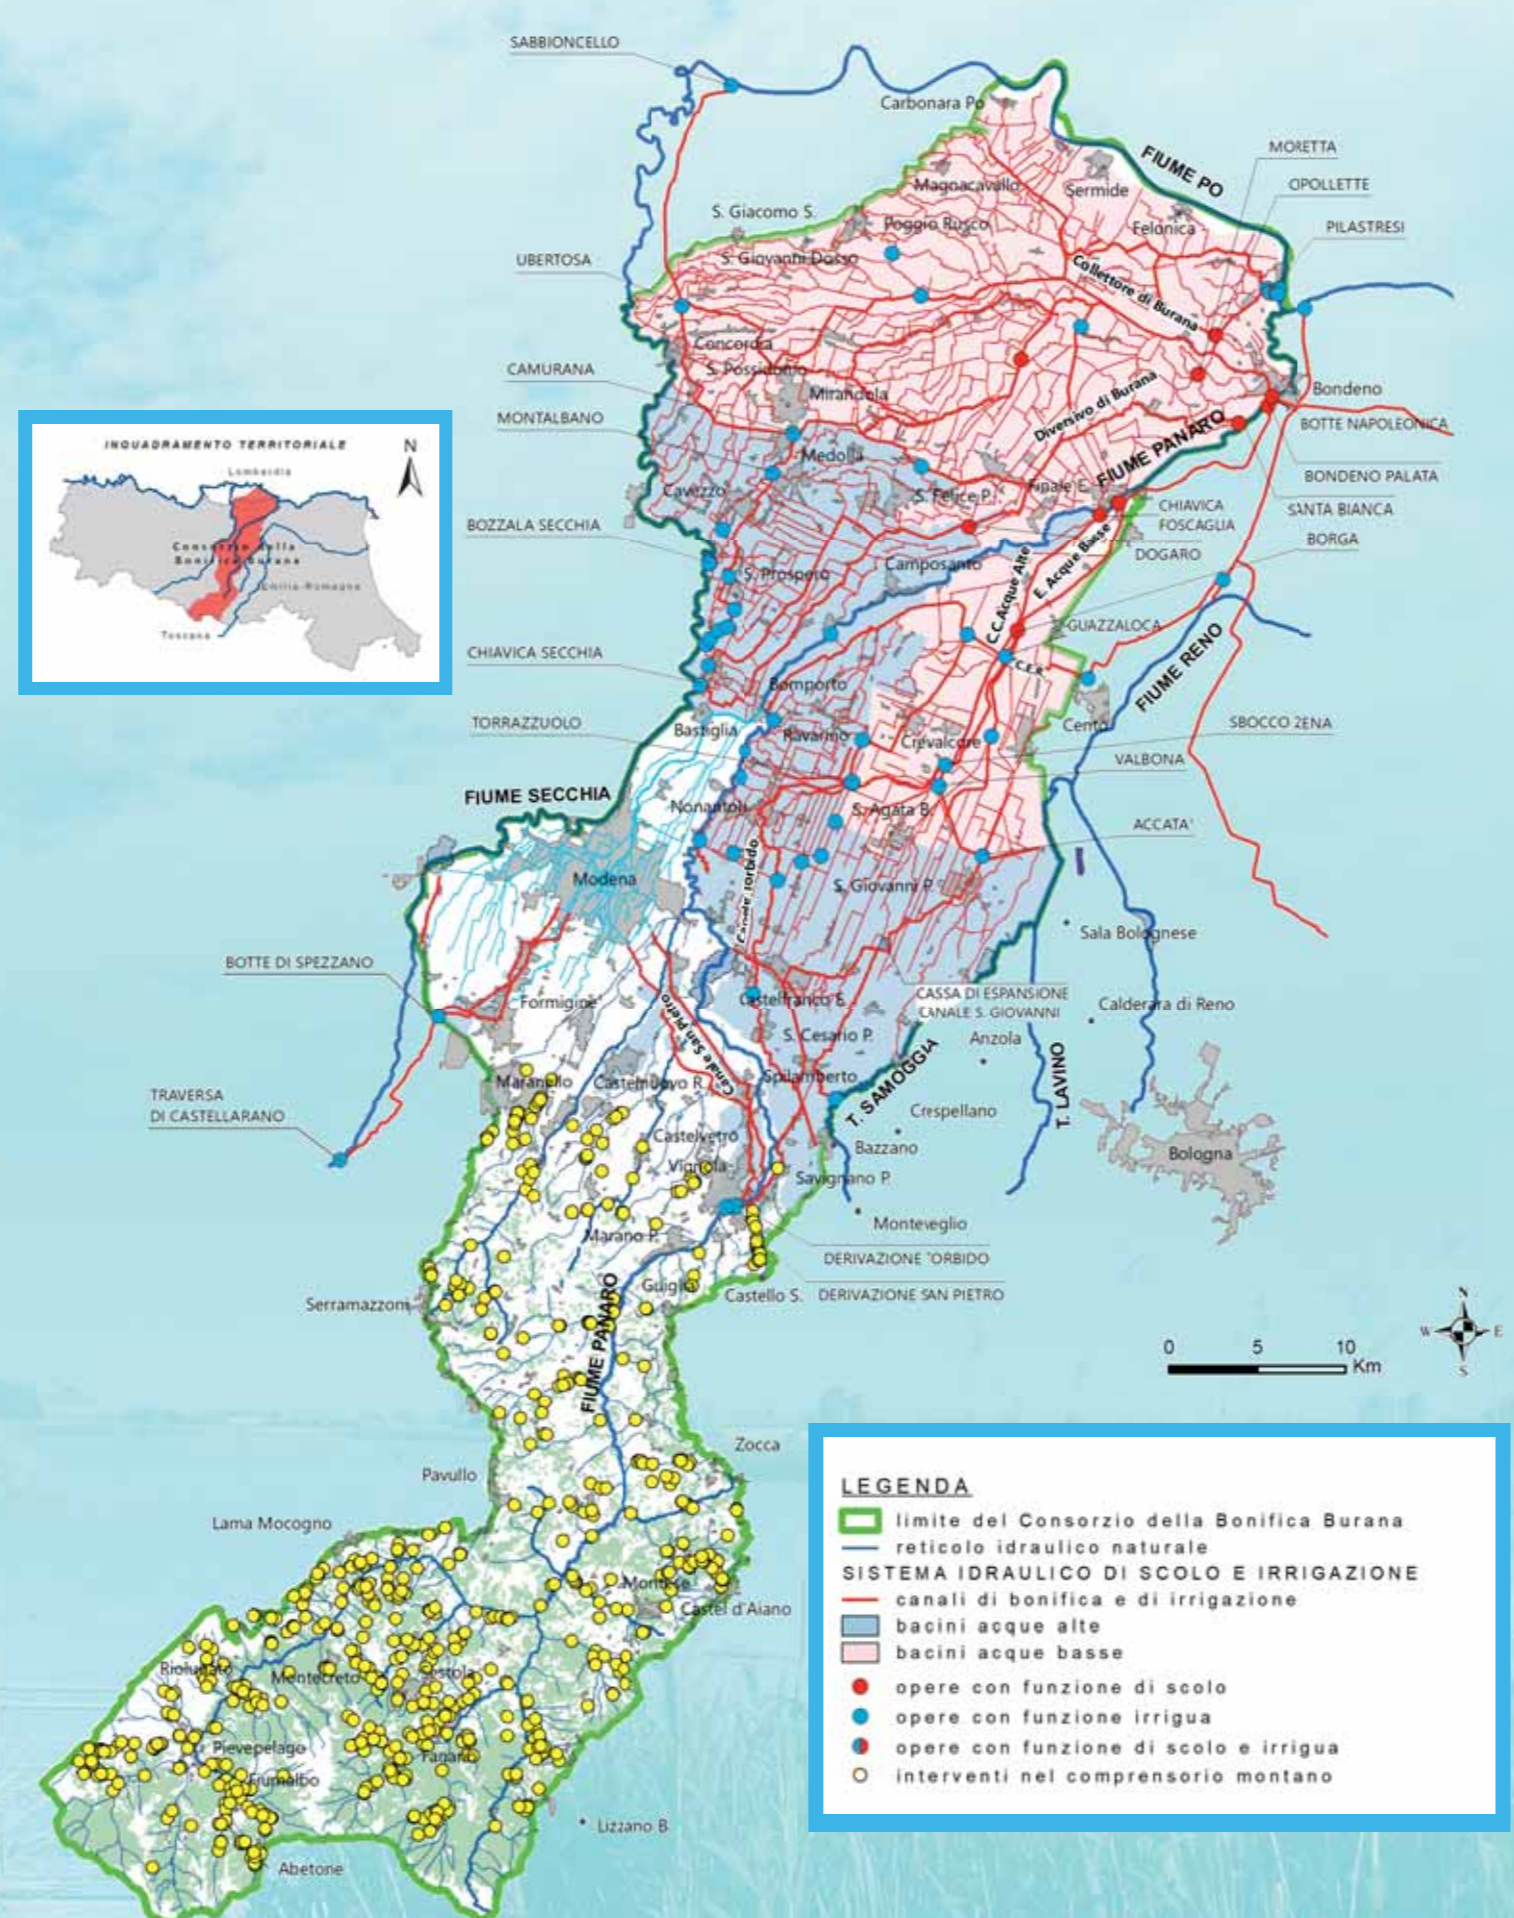 SABBIONCELLO
Carbonara Po
MORETTA
FIUME PO
OPOLLETTE
Magnacavallo
Sermide
S. Giacomo S.
Poggio Rusco
Felonica
PILASTRESI
UBERTOSA
S. Giovanni Dosso
Collettore di Burana
Concordia
CAMURANA
S. Possidonio
Mirandola
Bondeno
MONTALBANO
Diversivo di Burana
BOTTE NAPOLEONICA
Medolla
FIUME PANARO
BONDENO PALATA
Cavezzo
S. Felice P.
Finale E.
SANTA BIANCA
BOZZALA SECCHIA
CHIAVICA
FOSCAGLIA
BORGA
DOGARO
S. Prospero
Camposanto
C.C.Acque Alte
E. Acque Basse
GUAZZALOCA
CHIAVICA SECCHIA
C.E.R.
FIUME RENO
Bomporto
TORRAZZUOLO
Bastiglia
Ravarino
Crevalcore
Cento
SBOCCO ZENA
VALBONA
FIUME SECCHIA
Nonantola
S. Agata B.
ACCATA'
Modena
Canale Torbido
S. Giovanni P.
Sala Bolognese
BOTTE DI SPEZZANO
Formigine
Castelfranco E.
CASSA DI ESPANSIONE
CANALE S. GIOVANNI
Calderara di Reno
Canale San Pietro
S. Cesario P.
Anzola
Maranello
Castelnuovo R.
Spilamberto
T. SAMOGGIA
T. LAVINO
TRAVERSA
DI CASTELLARANO
Crespellano
Castelvetro
Bazzano
Bologna
Vignola
Savignano P.
Monteveglio
Marano P.
DERIVAZIONE TORBIDO
Guiglia
Castello S.
DERIVAZIONE SAN PIETRO
Serramazzoni
FIUME PANARO
Zocca
Pavullo
Lama Mocogno
Montese
Castel d'Aiano
Riolunato
Montecreto
Sestola
Pievepelago
Fanano
Fiumalbo
Lizzano B
Abetone
INQUADRAMENTO TERRITORIALE
N
Lombardia
Consorzio della
Bonifica Burana
Emilia-Romagna
Toscana
N
W E
S
0 5 10
Km
LEGENDA
limite del Consorzio della Bonifica Burana
reticolo idraulico naturale
SISTEMA IDRAULICO DI SCOLO E IRRIGAZIONE
canali di bonifica e di irrigazione
bacini acque alte
bacini acque basse
opere con funzione di scolo
opere con funzione irrigua
opere con funzione di scolo e irrigua
interventi nel comprensorio montano